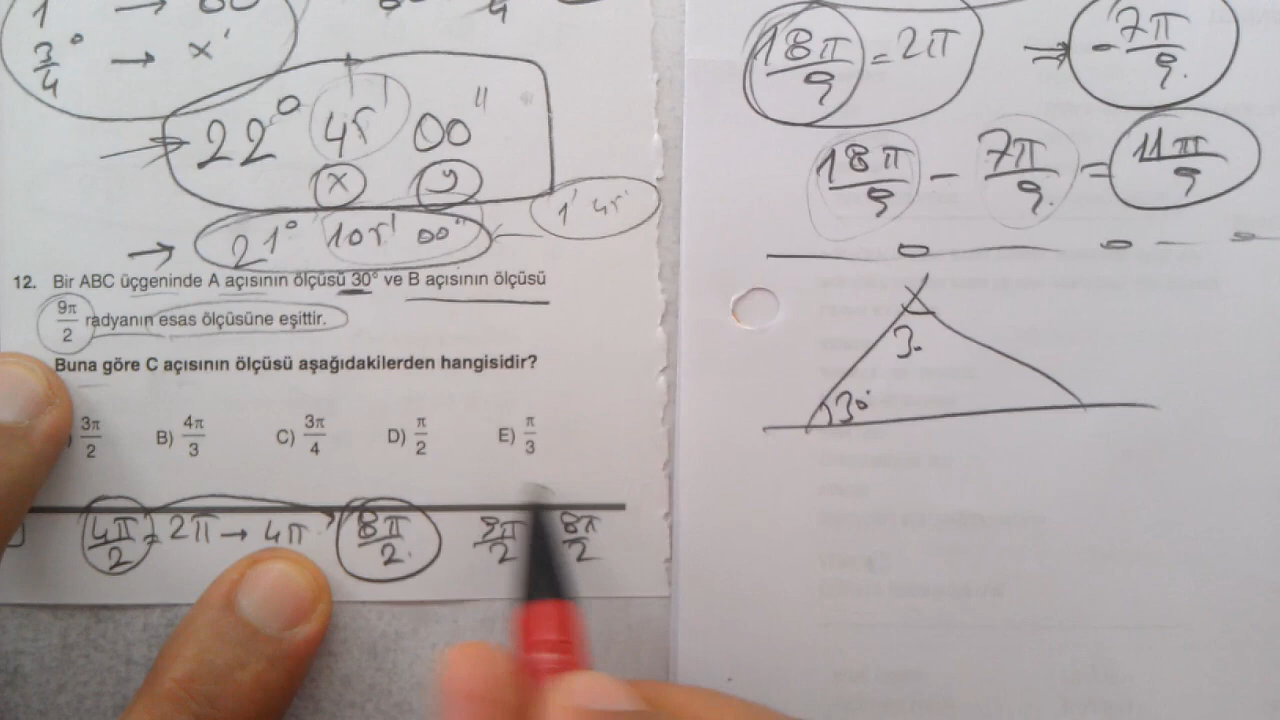 1 → 60
3/4° → x'
22° 45' 00"
x y
→ 21° 105' 00"
1' 45'
12. Bir ABC üçgeninde A açısının ölçüsü 30° ve B açısının ölçüsü
9π/2 radyanın esas ölçüsüne eşittir.
Buna göre C açısının ölçüsü aşağıdakilerden hangisidir?
) 3π/2 B) 4π/3 C) 3π/4 D) π/2 E) π/3
4π/2 = 2π → 4π 8π/2 9π/2 8π/2
18π/9 = 2π ⇒ -7π/9
18π/9 - 7π/9 = 11π/9
3.
30°